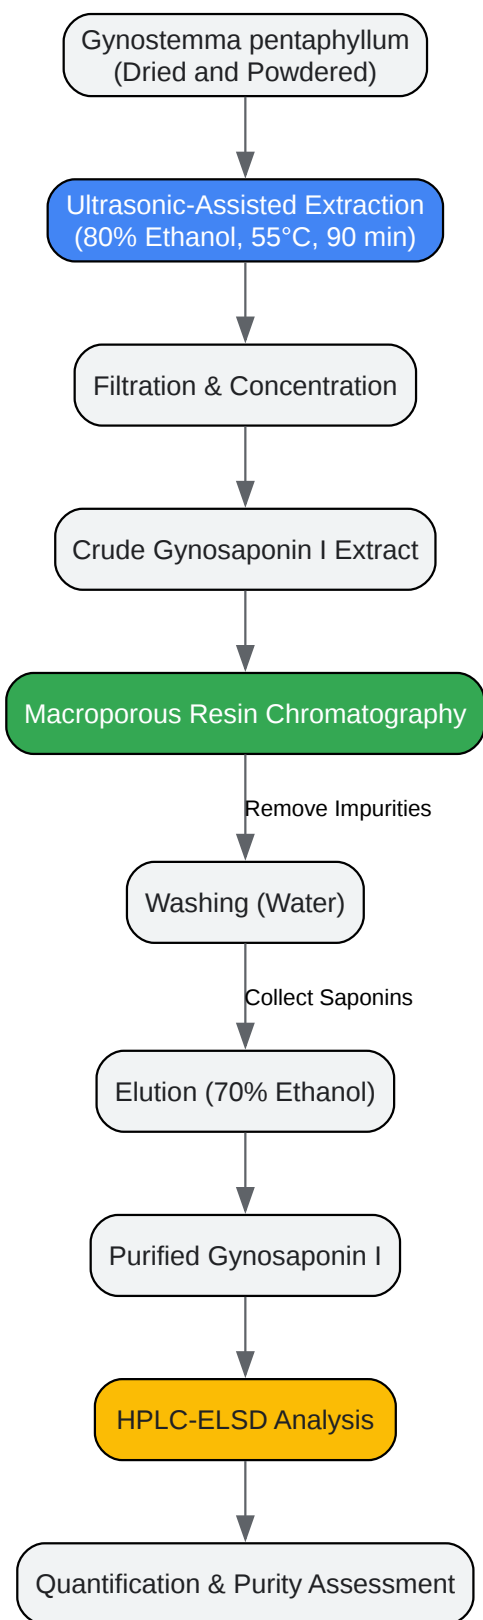 Gynostemma pentaphyllum
(Dried and Powdered)
Ultrasonic-Assisted Extraction
(80% Ethanol, 55°C, 90 min)
Filtration & Concentration
Crude Gynosaponin I Extract
Macroporous Resin Chromatography
Remove Impurities
Washing (Water)
Collect Saponins
Elution (70% Ethanol)
Purified Gynosaponin I
HPLC-ELSD Analysis
Quantification & Purity Assessment